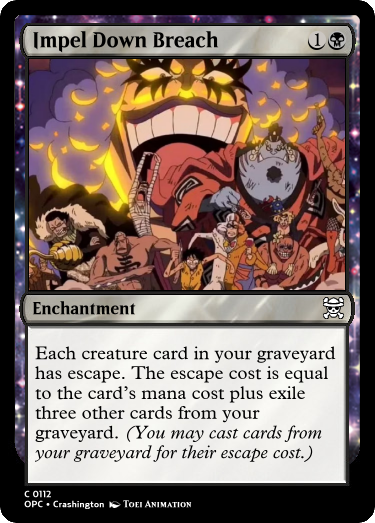 Impel Down Breach 1
Enchantment
Each creature card in your graveyard
has escape. The escape cost is equal
to the card's mana cost plus exile
three other cards from your
graveyard. (You may cast cards from
your graveyard for their escape cost.)
C 0112
OPC • Crashington Toei Animation